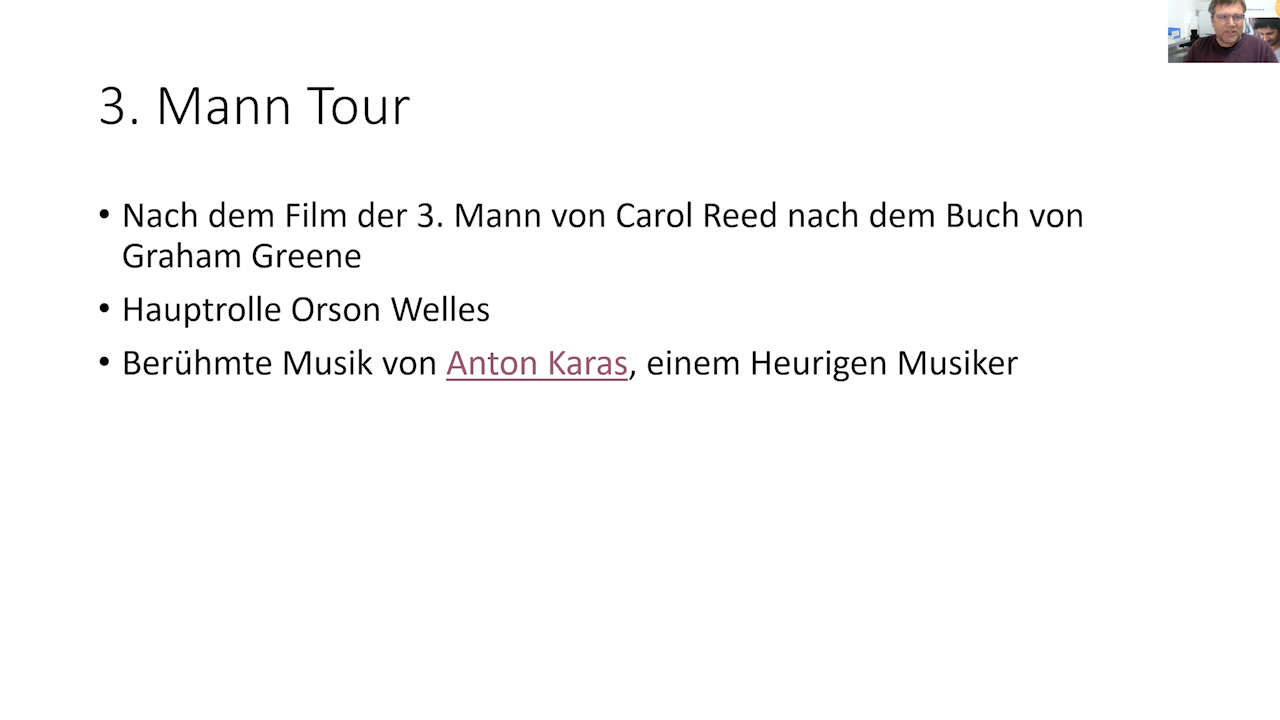 3. Mann Tour
• Nach dem Film der 3. Mann von Carol Reed nach dem Buch von
Graham Greene
• Hauptrolle Orson Welles
• Berühmte Musik von Anton Karas, einem Heurigen Musiker